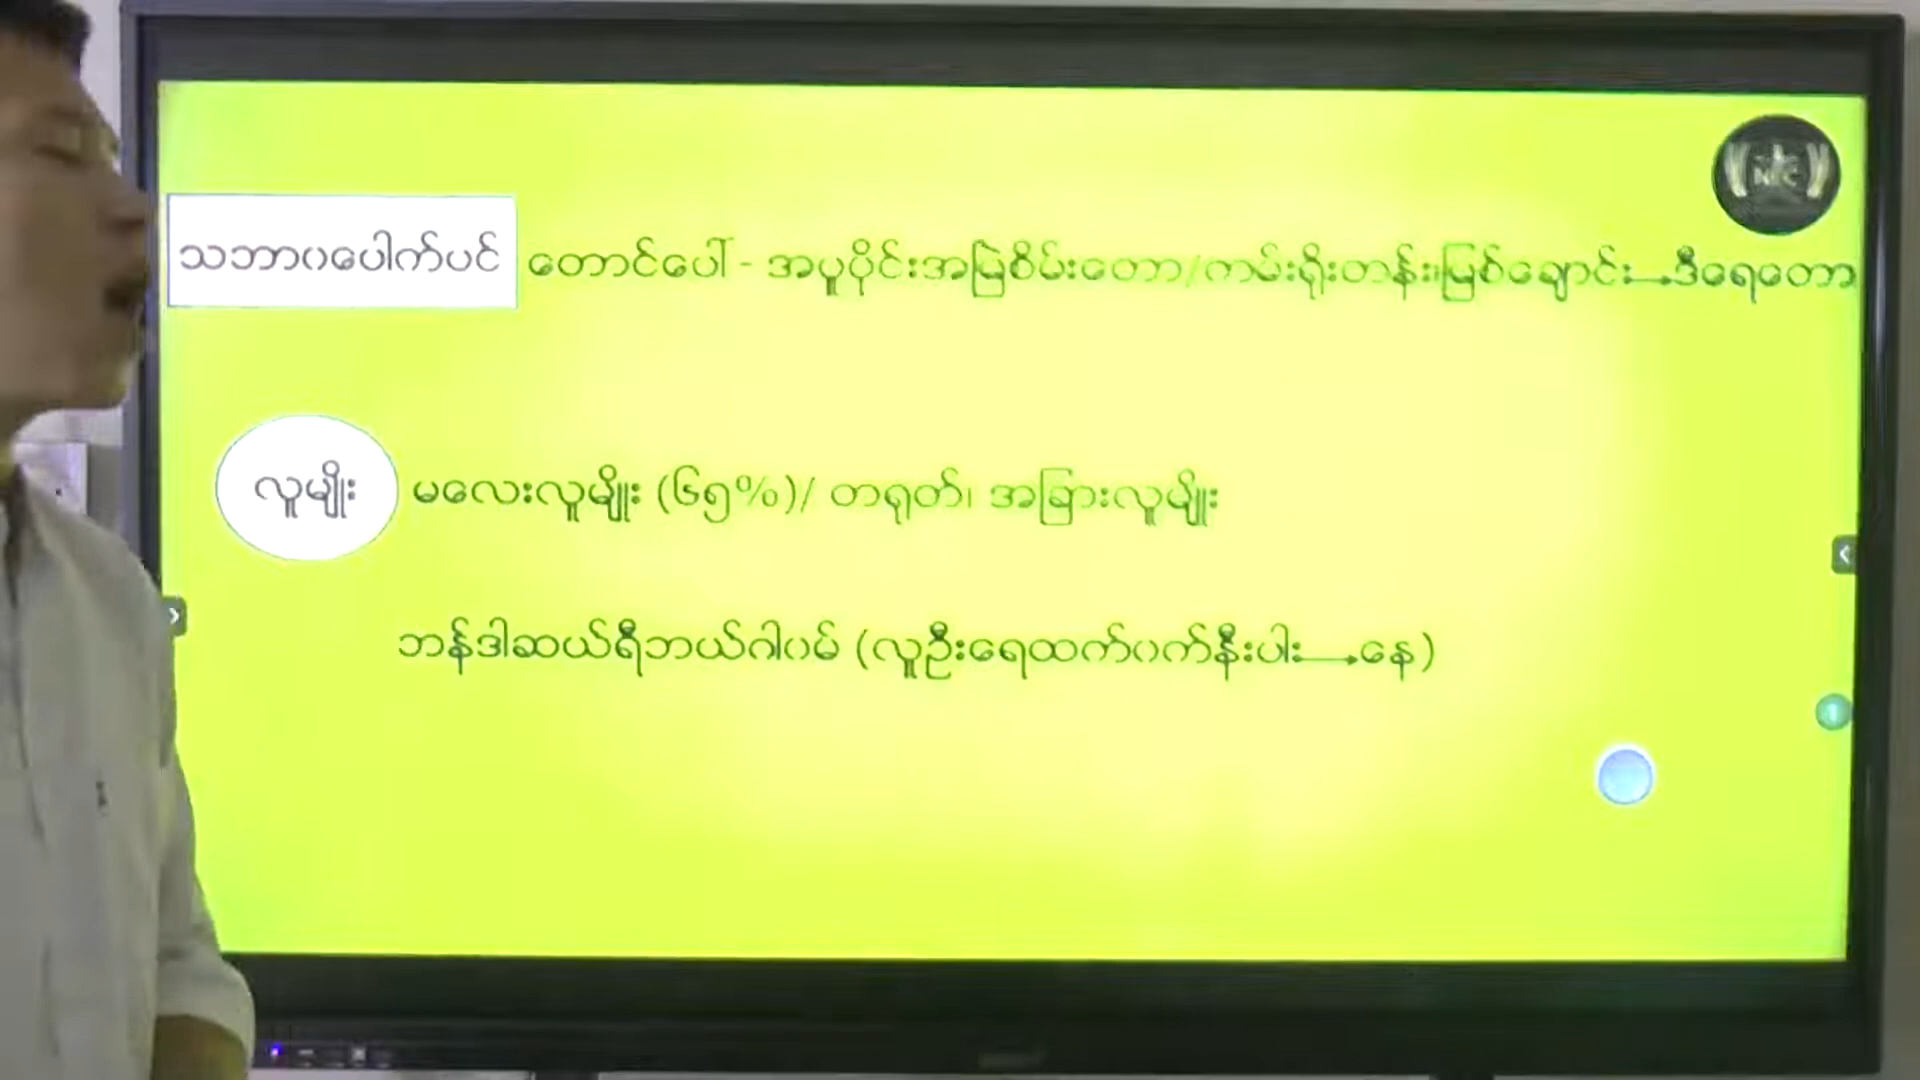 သဘာဝပေါက်ပင် တောင်ပေါ် - အပူပိုင်းအမြဲစိမ်းတော/ကမ်းရိုးတန်း၊မြစ်ချောင်း→ဒီရေတော
လူမျိုး မလေးလူမျိုး (၆၅%)/ တရုတ်၊ အခြားလူမျိုး
ဘန်ဒါဆယ်ရီဘယ်ဂါဝမ် (လူဦးရေထက်ဝက်နီးပါး→နေ)